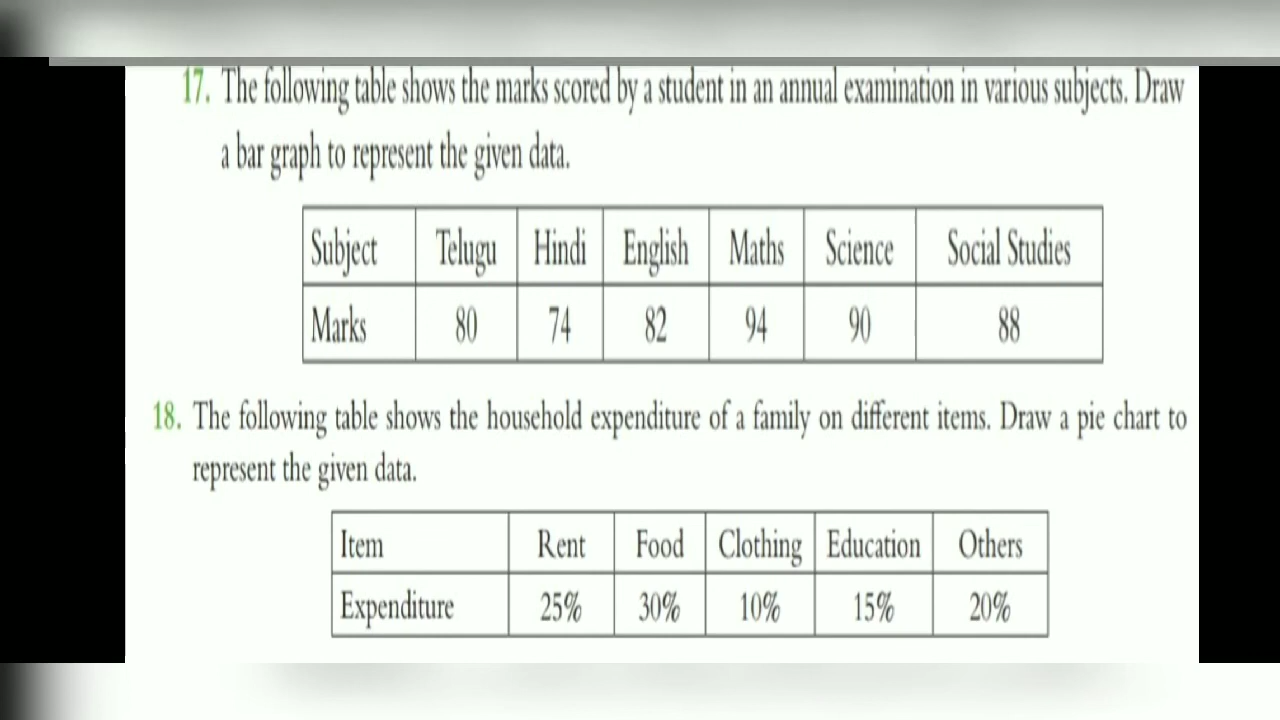 17. The following table shows the marks scored by a student in an annual examination in various subjects. Draw
a bar graph to represent the given data.
Subject Telugu Hindi English Maths Science Social Studies
Marks 80 74 82 94 90 88
18. The following table shows the household expenditure of a family on different items. Draw a pie chart to
represent the given data.
Item Rent Food Clothing Education Others
Expenditure 25% 30% 10% 15% 20%